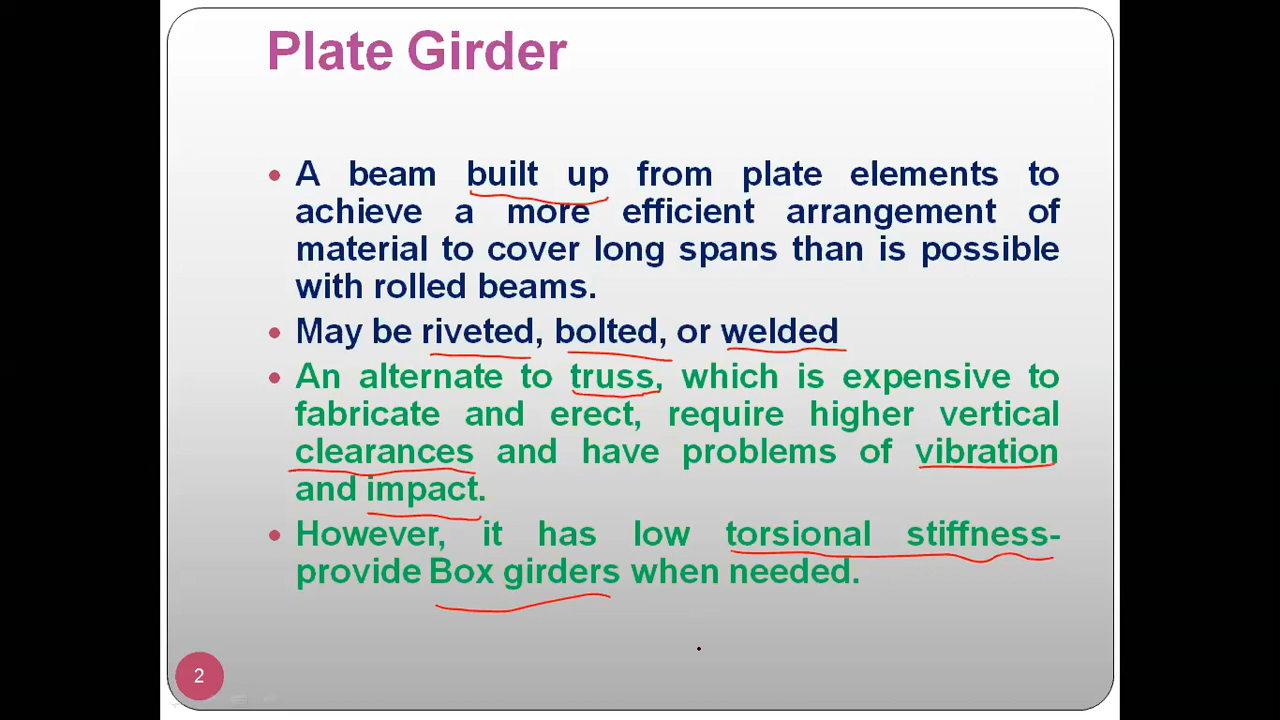 Plate Girder
• A beam built up from plate elements to
achieve a more efficient arrangement of
material to cover long spans than is possible
with rolled beams.
• May be riveted, bolted, or welded
• An alternate to truss, which is expensive to
fabricate and erect, require higher vertical
clearances and have problems of vibration
and impact.
• However, it has low torsional stiffness-
provide Box girders when needed.
2